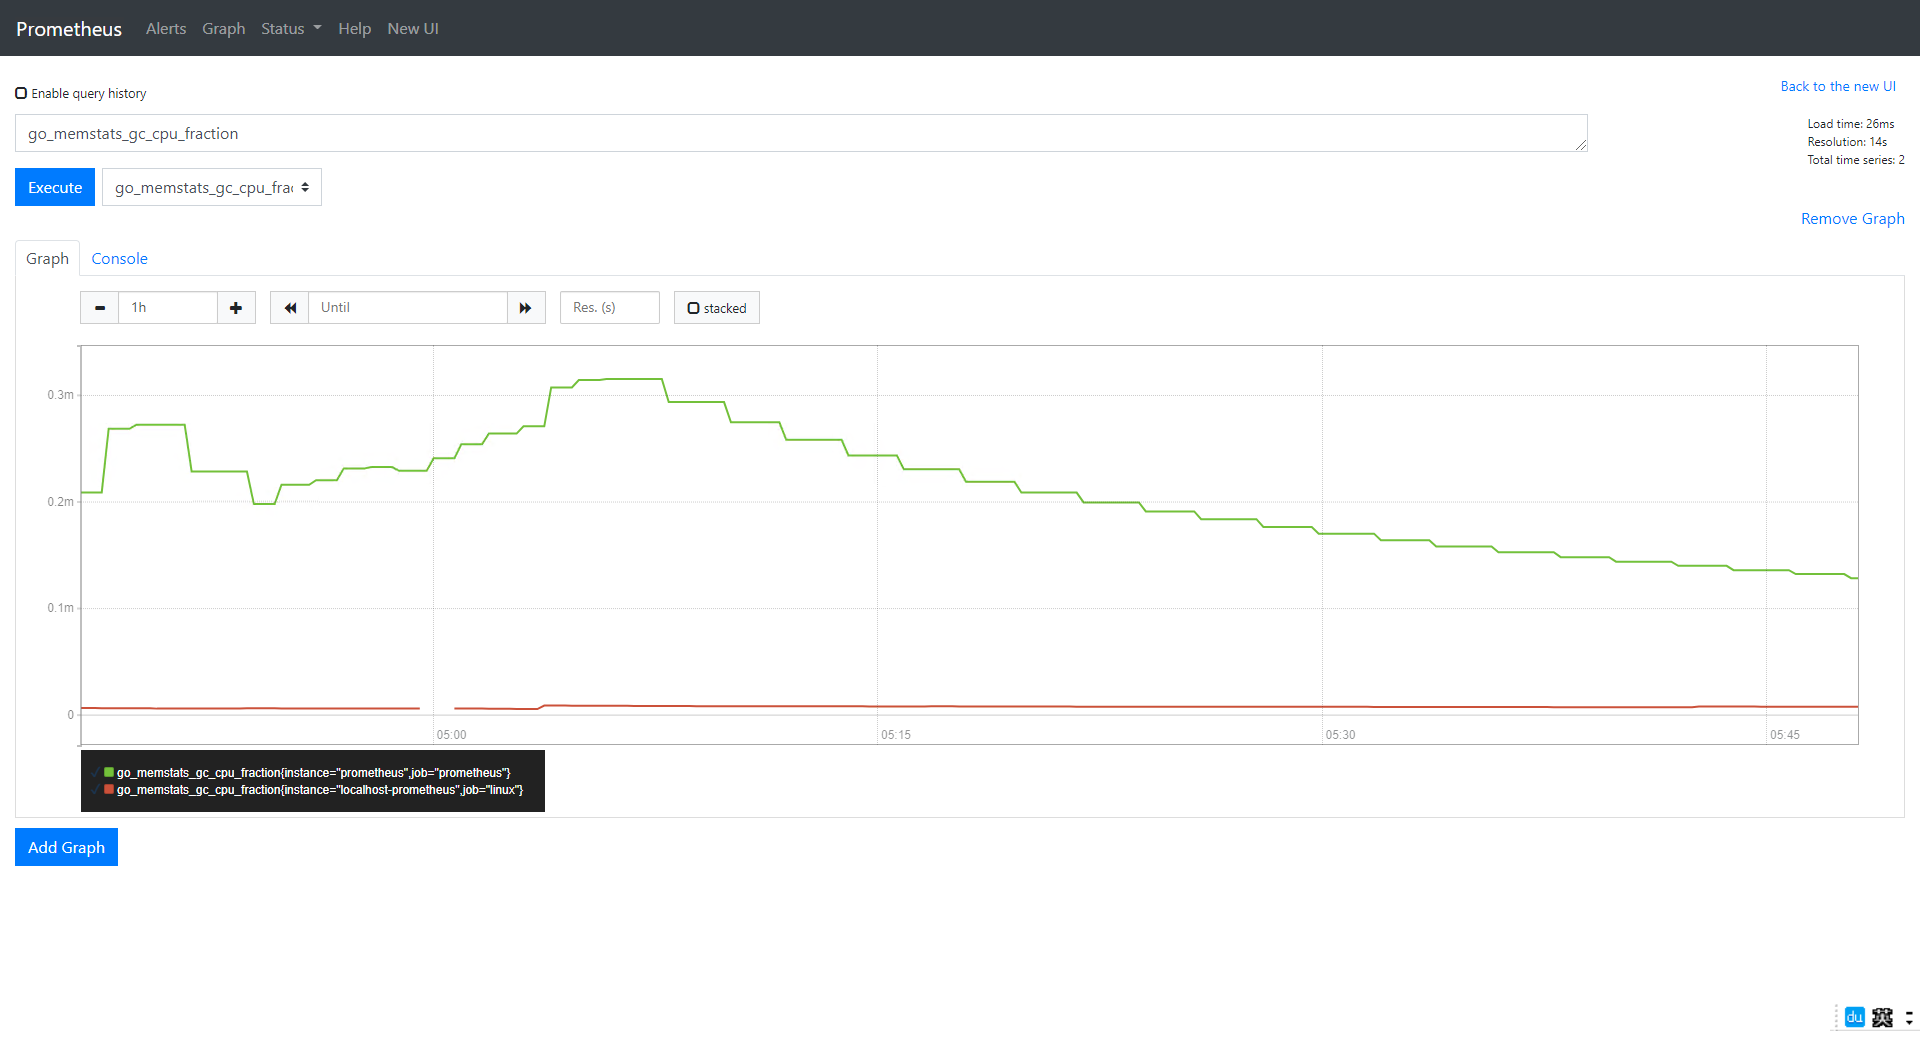 Prometheus Alerts Graph Status Help New UI
Enable query history
Back to the new UI
go_memstats_gc_cpu_fraction
Load time: 26ms
Resolution: 14s
Total time series: 2
Execute go_memstats_gc_cpu_frac
Remove Graph
Graph Console
1h Until Res. (s) stacked
0.3m
0.2m
0.1m
0
05:00 05:15 05:30 05:45
go_memstats_gc_cpu_fraction{instance="prometheus",job="prometheus"}
go_memstats_gc_cpu_fraction{instance="localhost-prometheus",job="linux"}
Add Graph
du 英